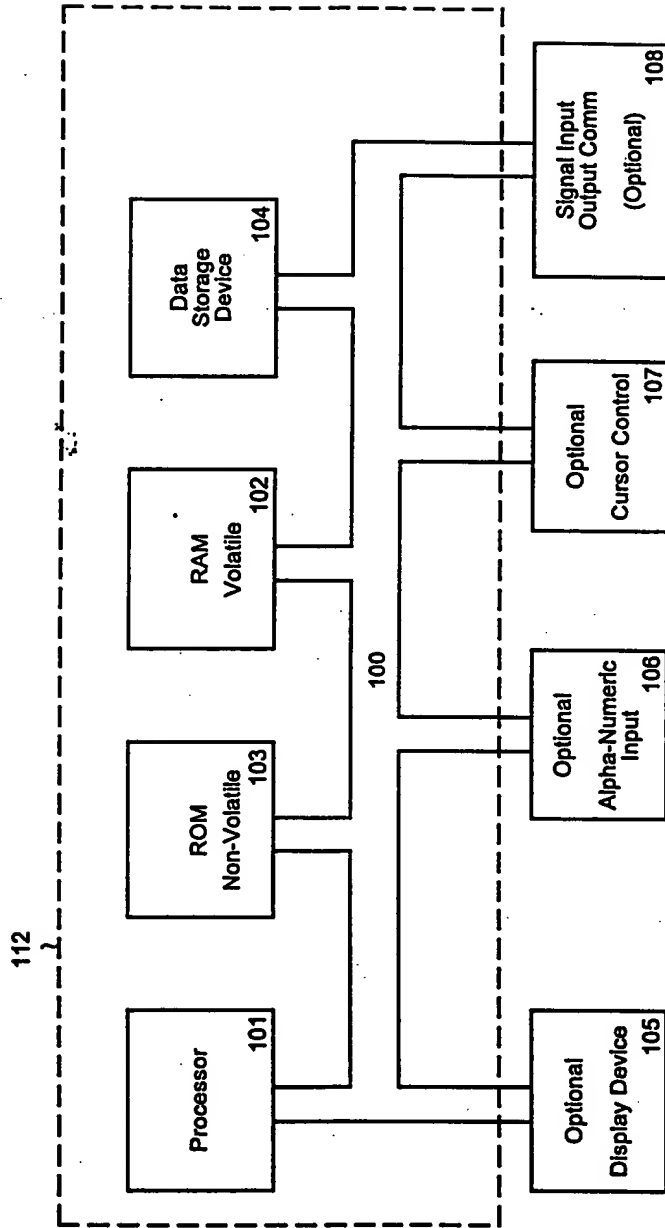 112
Processor
101
ROM
Non-Volatile
103
RAM
Volatile
102
Data
Storage
Device
104
100
Optional
Display Device
105
Optional
Alpha-Numeric
Input
106
Optional
Cursor Control
107
Signal Input
Output Comm
(Optional)
108